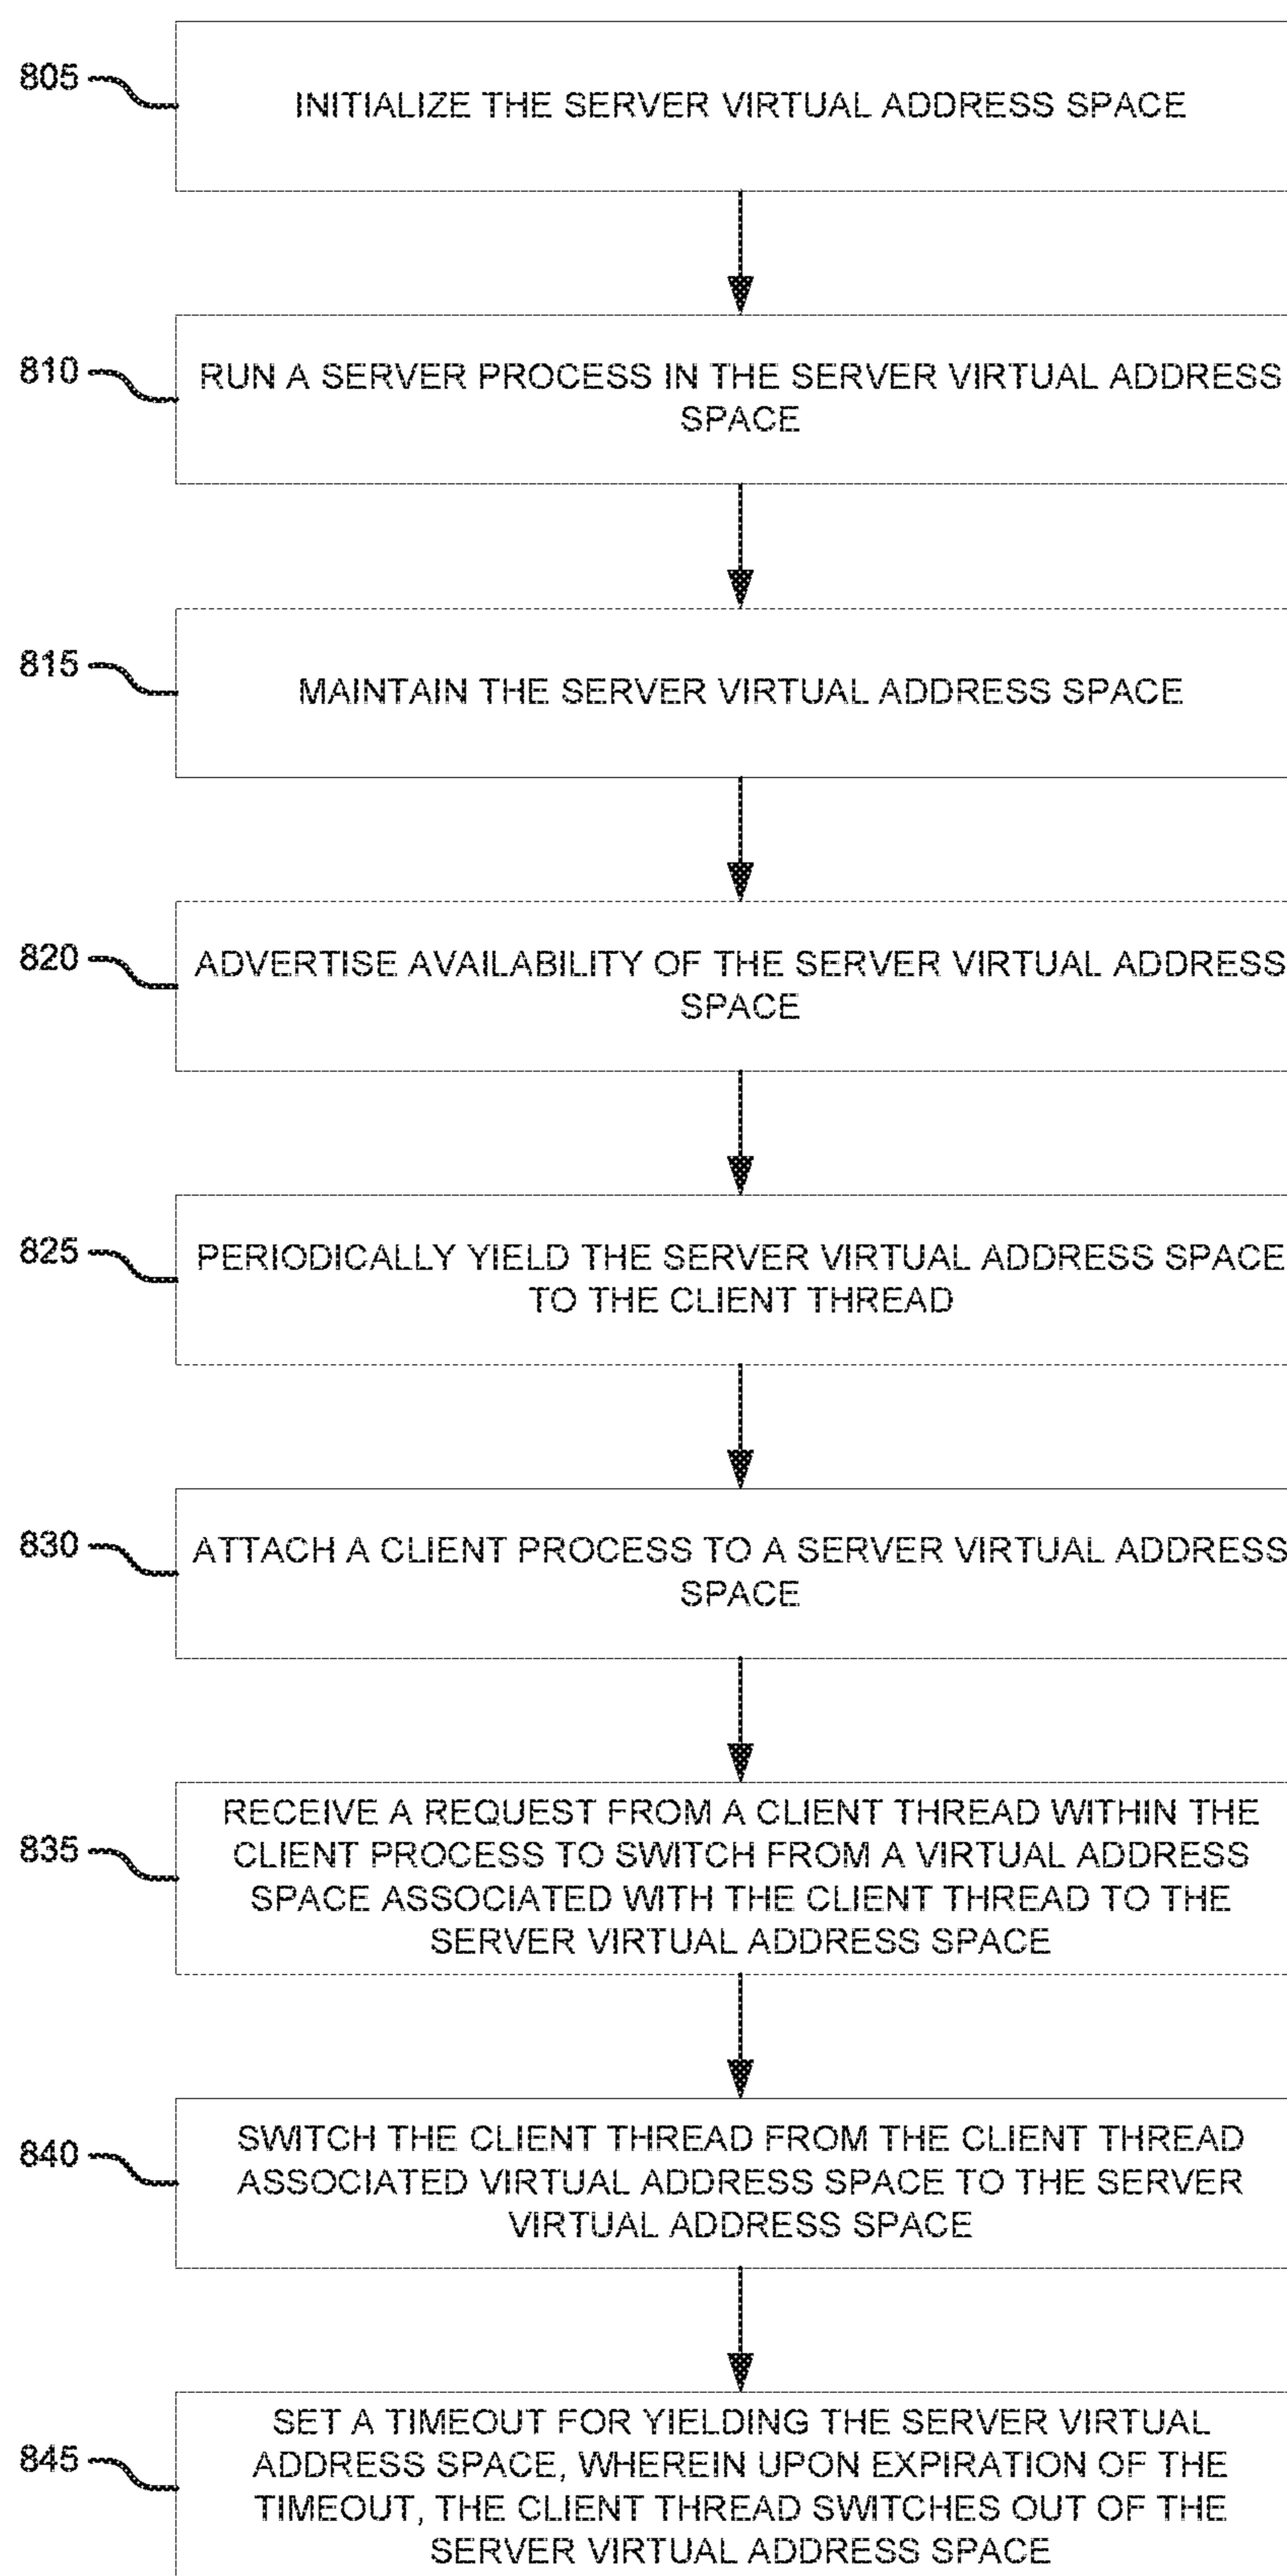 805
INITIALIZE THE SERVER VIRTUAL ADDRESS SPACE
810
RUN A SERVER PROCESS IN THE SERVER VIRTUAL ADDRESS
SPACE
815
MAINTAIN THE SERVER VIRTUAL ADDRESS SPACE
820
ADVERTISE AVAILABILITY OF THE SERVER VIRTUAL ADDRESS
SPACE
825
PERIODICALLY YIELD THE SERVER VIRTUAL ADDRESS SPACE
TO THE CLIENT THREAD
830
ATTACH A CLIENT PROCESS TO A SERVER VIRTUAL ADDRESS
SPACE
835
RECEIVE A REQUEST FROM A CLIENT THREAD WITHIN THE
CLIENT PROCESS TO SWITCH FROM A VIRTUAL ADDRESS
SPACE ASSOCIATED WITH THE CLIENT THREAD TO THE
SERVER VIRTUAL ADDRESS SPACE
840
SWITCH THE CLIENT THREAD FROM THE CLIENT THREAD
ASSOCIATED VIRTUAL ADDRESS SPACE TO THE SERVER
VIRTUAL ADDRESS SPACE
845
SET A TIMEOUT FOR YIELDING THE SERVER VIRTUAL
ADDRESS SPACE, WHEREIN UPON EXPIRATION OF THE
TIMEOUT, THE CLIENT THREAD SWITCHES OUT OF THE
SERVER VIRTUAL ADDRESS SPACE